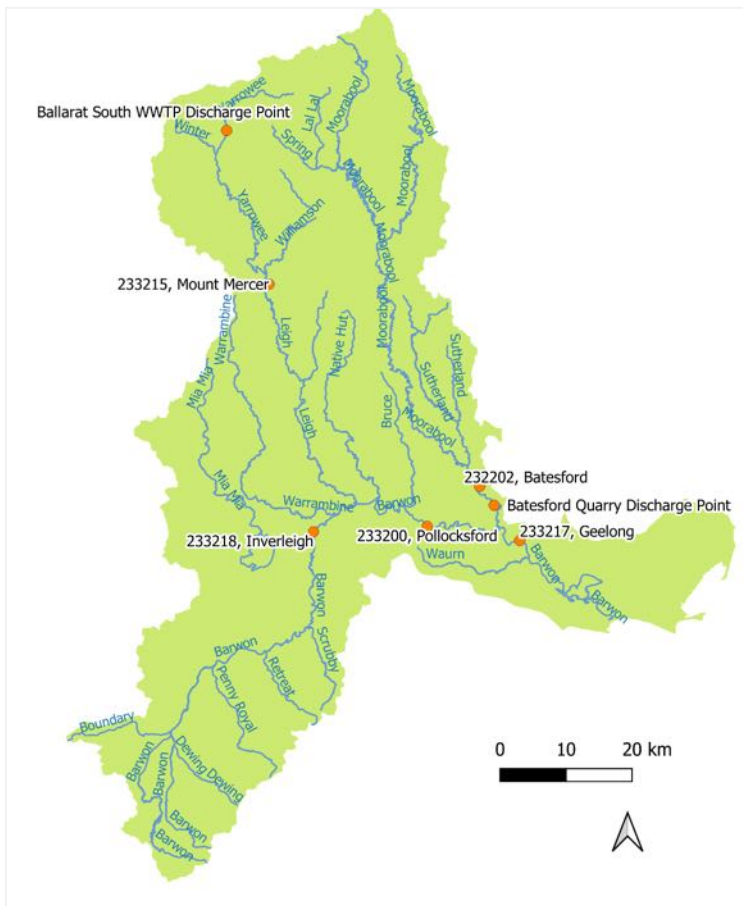 Yarrowee
Ballarat South WWTP Discharge Point
Winter
Spring
Lal Lal
Moorabool
Moorabool
Moorabool
Moorabool
Yarrowee
Williamson
Moorabool
233215, Mount Mercer
Warrambine
Leigh
Native Hut
Moorabool
Sutherland
Sutherland
Mia Mia
Bruce
Moorabool
Leigh
Mia Mia
232202, Batesford
Warrambine
Barwon
Batesford Quarry Discharge Point
233218, Inverleigh
233200, Pollocksford
233217, Geelong
Waurn
Barwon
Barwon
Barwon
Scrubby
Barwon
Retreat
Penny Royal
Boundary
Barwon
Barwon
Dewing Dewing
Barwon
Barwon
0 10 20 km